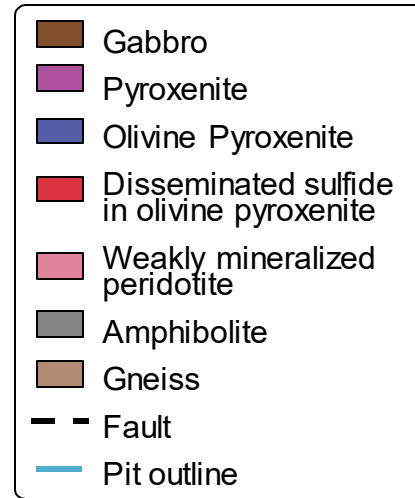 Gabbro
Pyroxenite
Olivine Pyroxenite
Disseminated sulfide
in olivine pyroxenite
Weakly mineralized
peridotite
Amphibolite
Gneiss
Fault
Pit outline